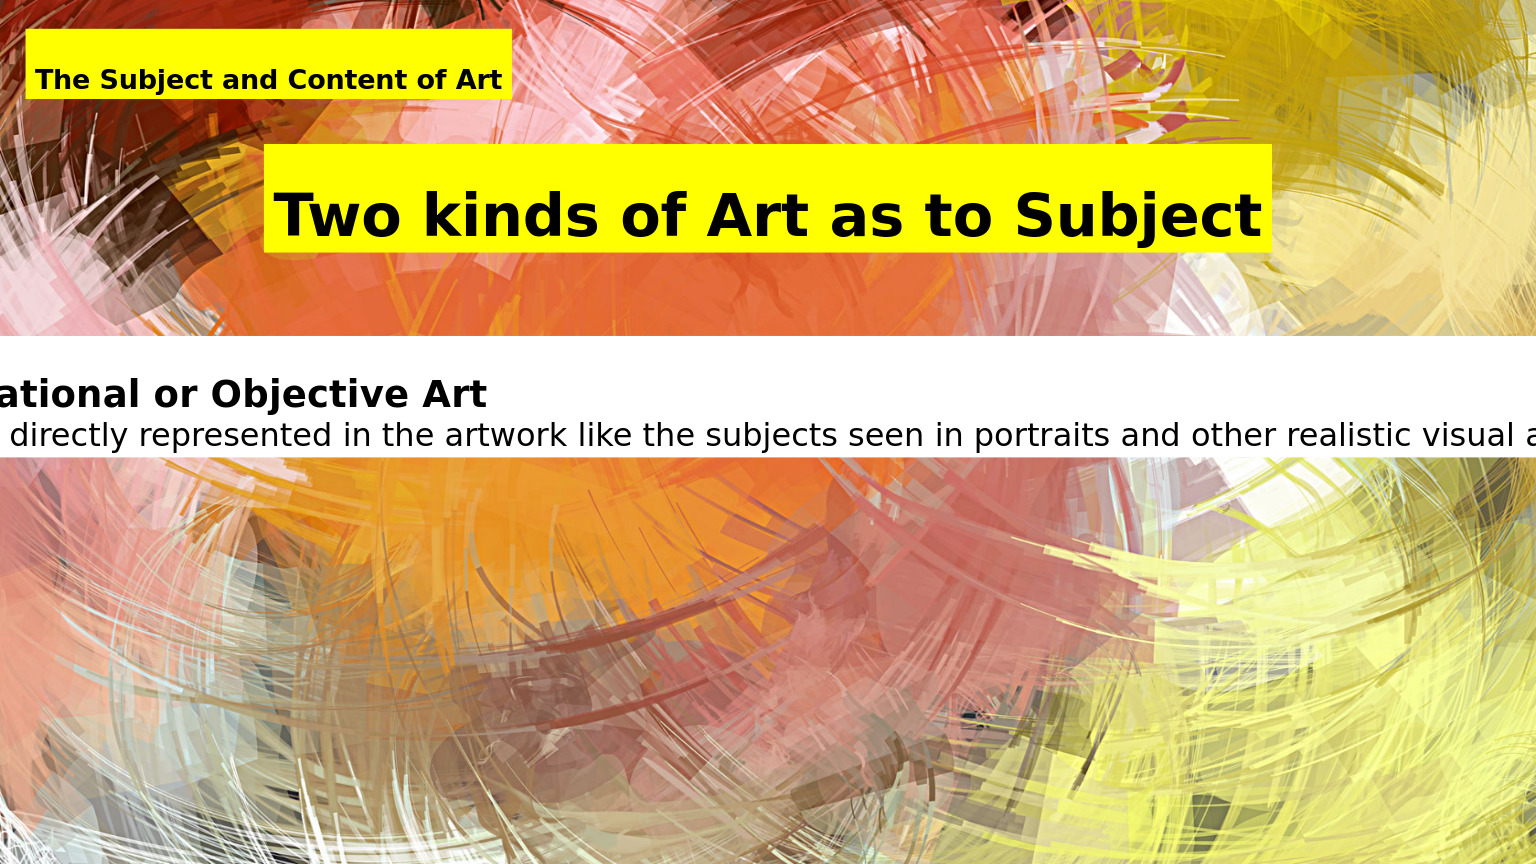 The Subject and Content of Art
Two kinds of Art as to Subject
ational or Objective Art
directly represented in the artwork like the subjects seen in portraits and other realistic visual a